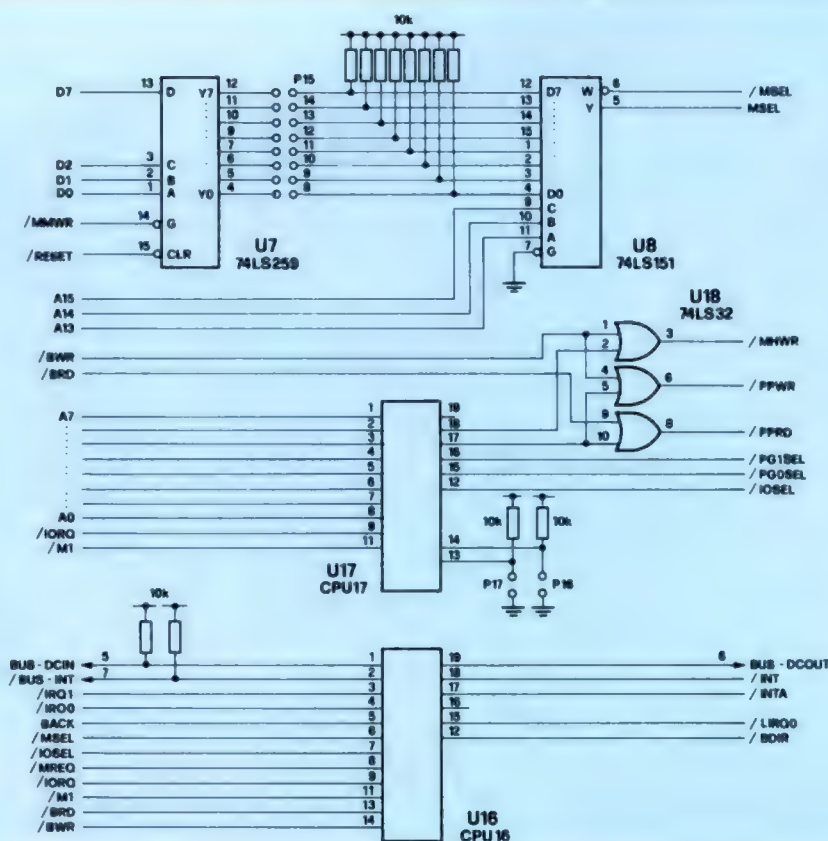 10k
D7 13 D Y7 12 P15 12 D7 W 6 /MSEL
11 14 13 Y 5 MSEL
10 13 14
9 12 15
7 11 1
D2 3 C 6 10 2
D1 2 B 5 9 3
D0 1 A Y0 4 8 4 D0
9 C
/MMWR 14 G 10 B
11 A
/RESET 15 CLR U7 7 G U8
74LS259 74LS151
A15
A14
A13
U18
74LS32
/BWR 1 3 /MHWR
/BRD 2
4 6 /PPWR
5
A7 1 19
2 18 9 8 /PPRD
3 17 10
4 16 /PG1SEL
5 15 /PG0SEL
6 12 /IOSEL
7
A0 8 10k 10k
/IORQ 9 14
/M1 11 13
U17 P17 P16
CPU17
10k
BUS-DCIN 5 1 19 6 BUS-DCOUT
/BUS-INT 7 2 18 /INT
/IRQ1 3 17 /INTA
/IRQ0 4 16
BACK 5 15 /LIRQ0
/MSEL 6 12 /BDIR
/IOSEL 7
/MREQ 8
/IORQ 9
/M1 11
/BRD 13
/BWR 14
U16
CPU16